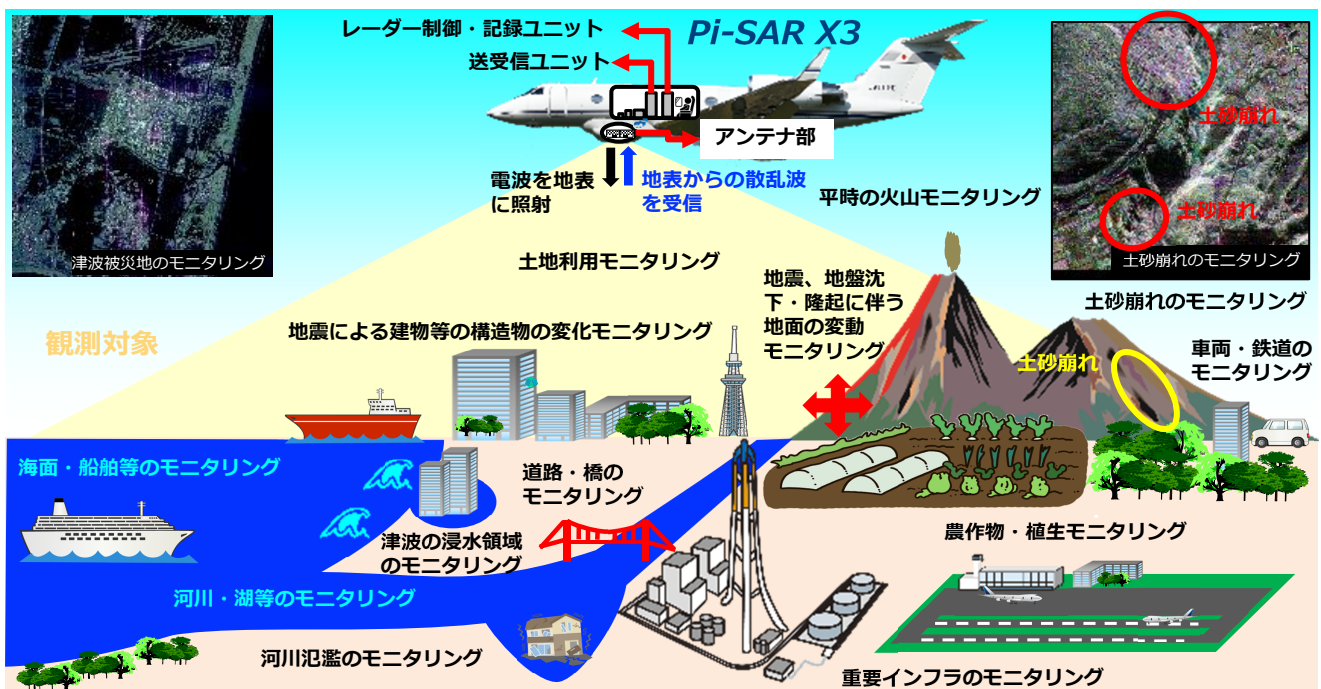 レーダー制御・記録ユニット
Pi-SAR X3
送受信ユニット
アンテナ部
電波を地表
に照射
地表からの散乱波
を受信
平時の火山モニタリング
土砂崩れ
土砂崩れ
津波被災地のモニタリング
土砂崩れのモニタリング
土地利用モニタリング
地震、地盤沈
下・隆起に伴う
地面の変動
モニタリング
土砂崩れのモニタリング
観測対象
地震による建物等の構造物の変化モニタリング
土砂崩れ
車両・鉄道の
モニタリング
海面・船舶等のモニタリング
道路・橋の
モニタリング
津波の浸水領域
のモニタリング
農作物・植生モニタリング
河川・湖等のモニタリング
河川氾濫のモニタリング
重要インフラのモニタリング